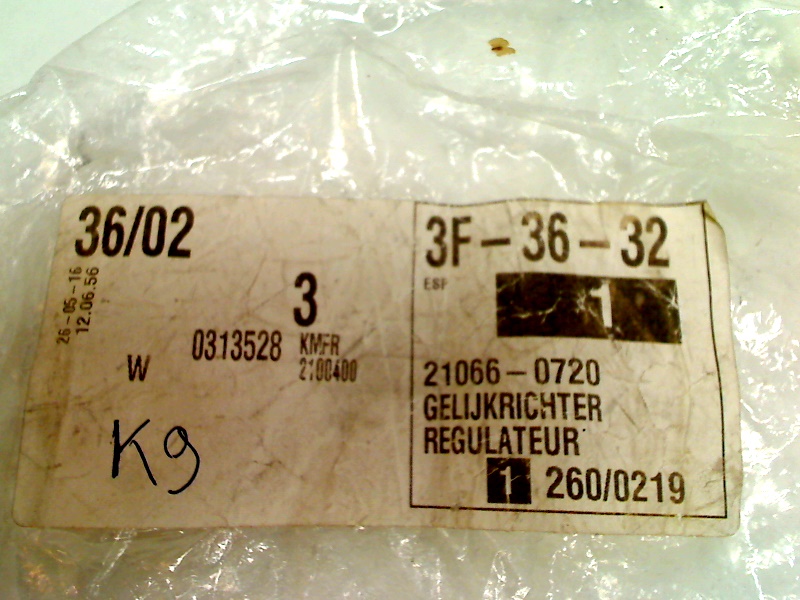 36/02
26-05-16
12.06.56
3
W 0313528 KMFR
2100400
K9
3F-36-32
ESP
1
21066-0720
GELIJKRICHTER
REGULATEUR
1 260/0219